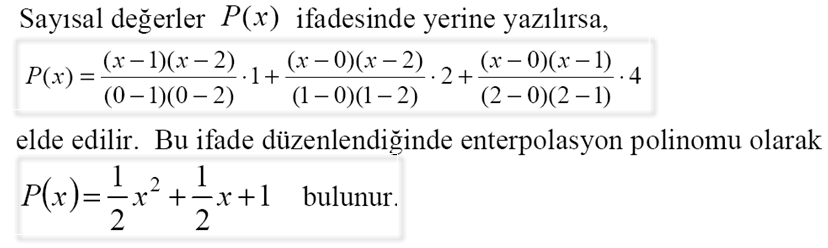 Sayısal değerler P(x) ifadesinde yerine yazılırsa,
P(x) = \frac{(x-1)(x-2)}{(0-1)(0-2)} \cdot 1 + \frac{(x-0)(x-2)}{(1-0)(1-2)} \cdot 2 + \frac{(x-0)(x-1)}{(2-0)(2-1)} \cdot 4
elde edilir. Bu ifade düzenlendiğinde enterpolasyon polinomu olarak
P(x) = \frac{1}{2}x^2 + \frac{1}{2}x + 1 bulunur.